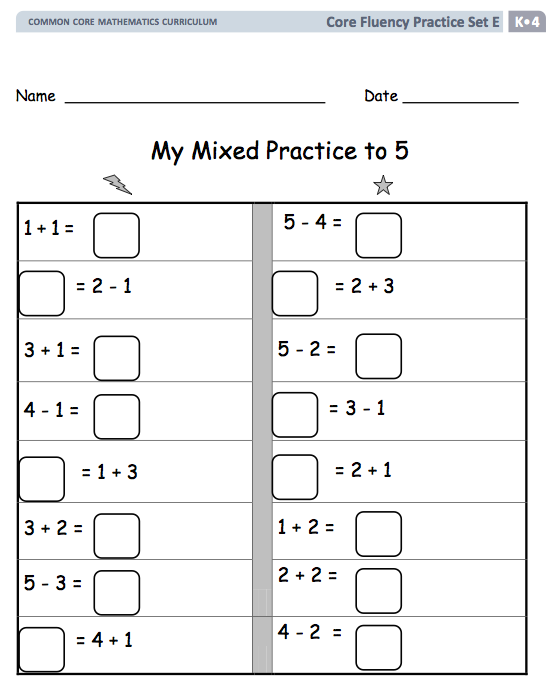 COMMON CORE MATHEMATICS CURRICULUM Core Fluency Practice Set E K•4
Name Date
My Mixed Practice to 5
1 + 1 =
= 2 - 1
3 + 1 =
4 - 1 =
= 1 + 3
3 + 2 =
5 - 3 =
= 4 + 1
5 - 4 =
= 2 + 3
5 - 2 =
= 3 - 1
= 2 + 1
1 + 2 =
2 + 2 =
4 - 2 =